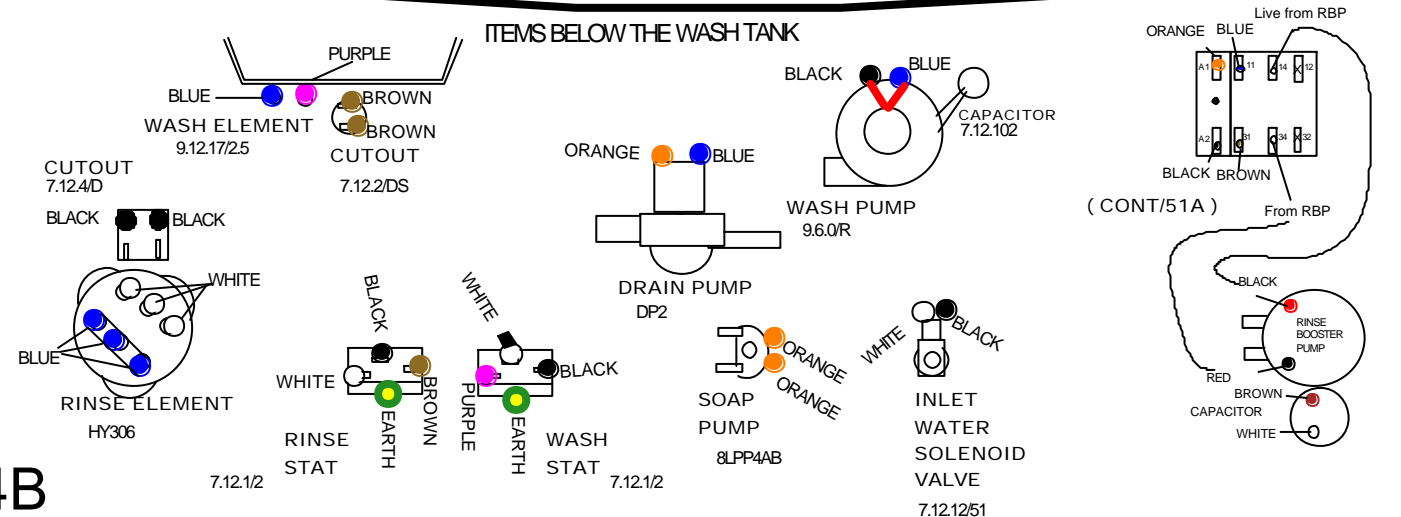 ITEMS BELOW THE WASH TANK
PURPLE
BLUE
BROWN
BROWN
WASH ELEMENT
9.12.17/2.5
CUTOUT
7.12.2/DS
CUTOUT
7.12.4/D
BLACK
BLACK
WHITE
BLUE
RINSE ELEMENT
HY306
BLACK
WHITE
BROWN
EARTH
RINSE
STAT
7.12.1/2
WHITE
BLACK
PURPLE
EARTH
WASH
STAT
7.12.1/2
ORANGE
BLUE
DRAIN PUMP
DP2
BLACK
BLUE
CAPACITOR
7.12.102
WASH PUMP
9.6.0/R
ORANGE
ORANGE
SOAP
PUMP
8LPP4AB
WHITE
BLACK
INLET
WATER
SOLENOID
VALVE
7.12.12/51
Live from RBP
ORANGE
BLUE
A1
11
14
12
A2
31
34
32
BLACK
BROWN
( CONT/51A )
From RBP
BLACK
RINSE
BOOSTER
PUMP
RED
BROWN
CAPACITOR
WHITE
4B